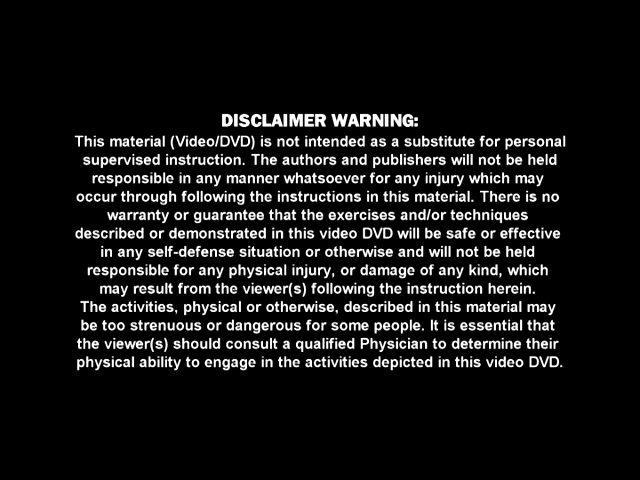 DISCLAIMER WARNING:
This material (Video/DVD) is not intended as a substitute for personal
supervised instruction. The authors and publishers will not be held
responsible in any manner whatsoever for any injury which may
occur through following the instructions in this material. There is no
warranty or guarantee that the exercises and/or techniques
described or demonstrated in this video DVD will be safe or effective
in any self-defense situation or otherwise and will not be held
responsible for any physical injury, or damage of any kind, which
may result from the viewer(s) following the instruction herein.
The activities, physical or otherwise, described in this material may
be too strenuous or dangerous for some people. It is essential that
the viewer(s) should consult a qualified Physician to determine their
physical ability to engage in the activities depicted in this video DVD.